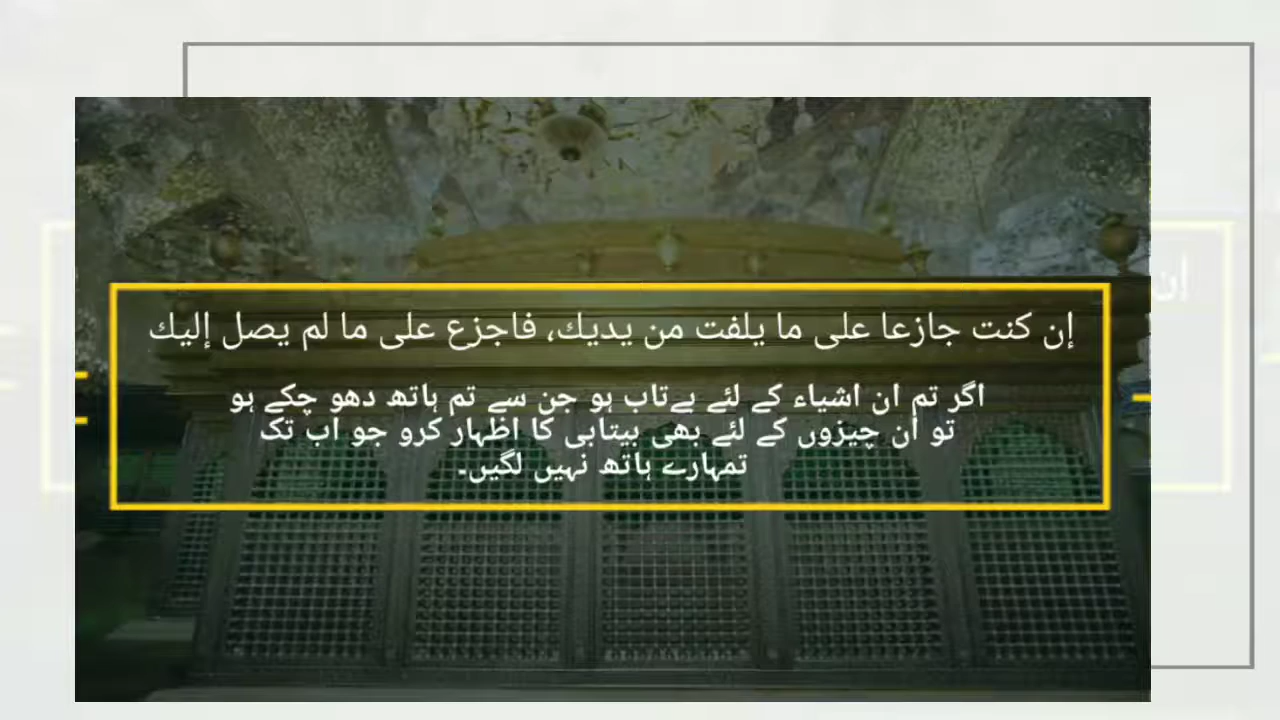 إن كنت جازعا على ما يلفت من يديك، فاجزع على ما لم يصل إليك
اگر تم ان اشیاء کے لئے بےتاب ہو جن سے تم ہاتھ دھو چکے ہو
تو ان چیزوں کے لئے بھی بیتابی کا اظہار کرو جو اب تک
تمہارے ہاتھ نہیں لگیں۔
ان